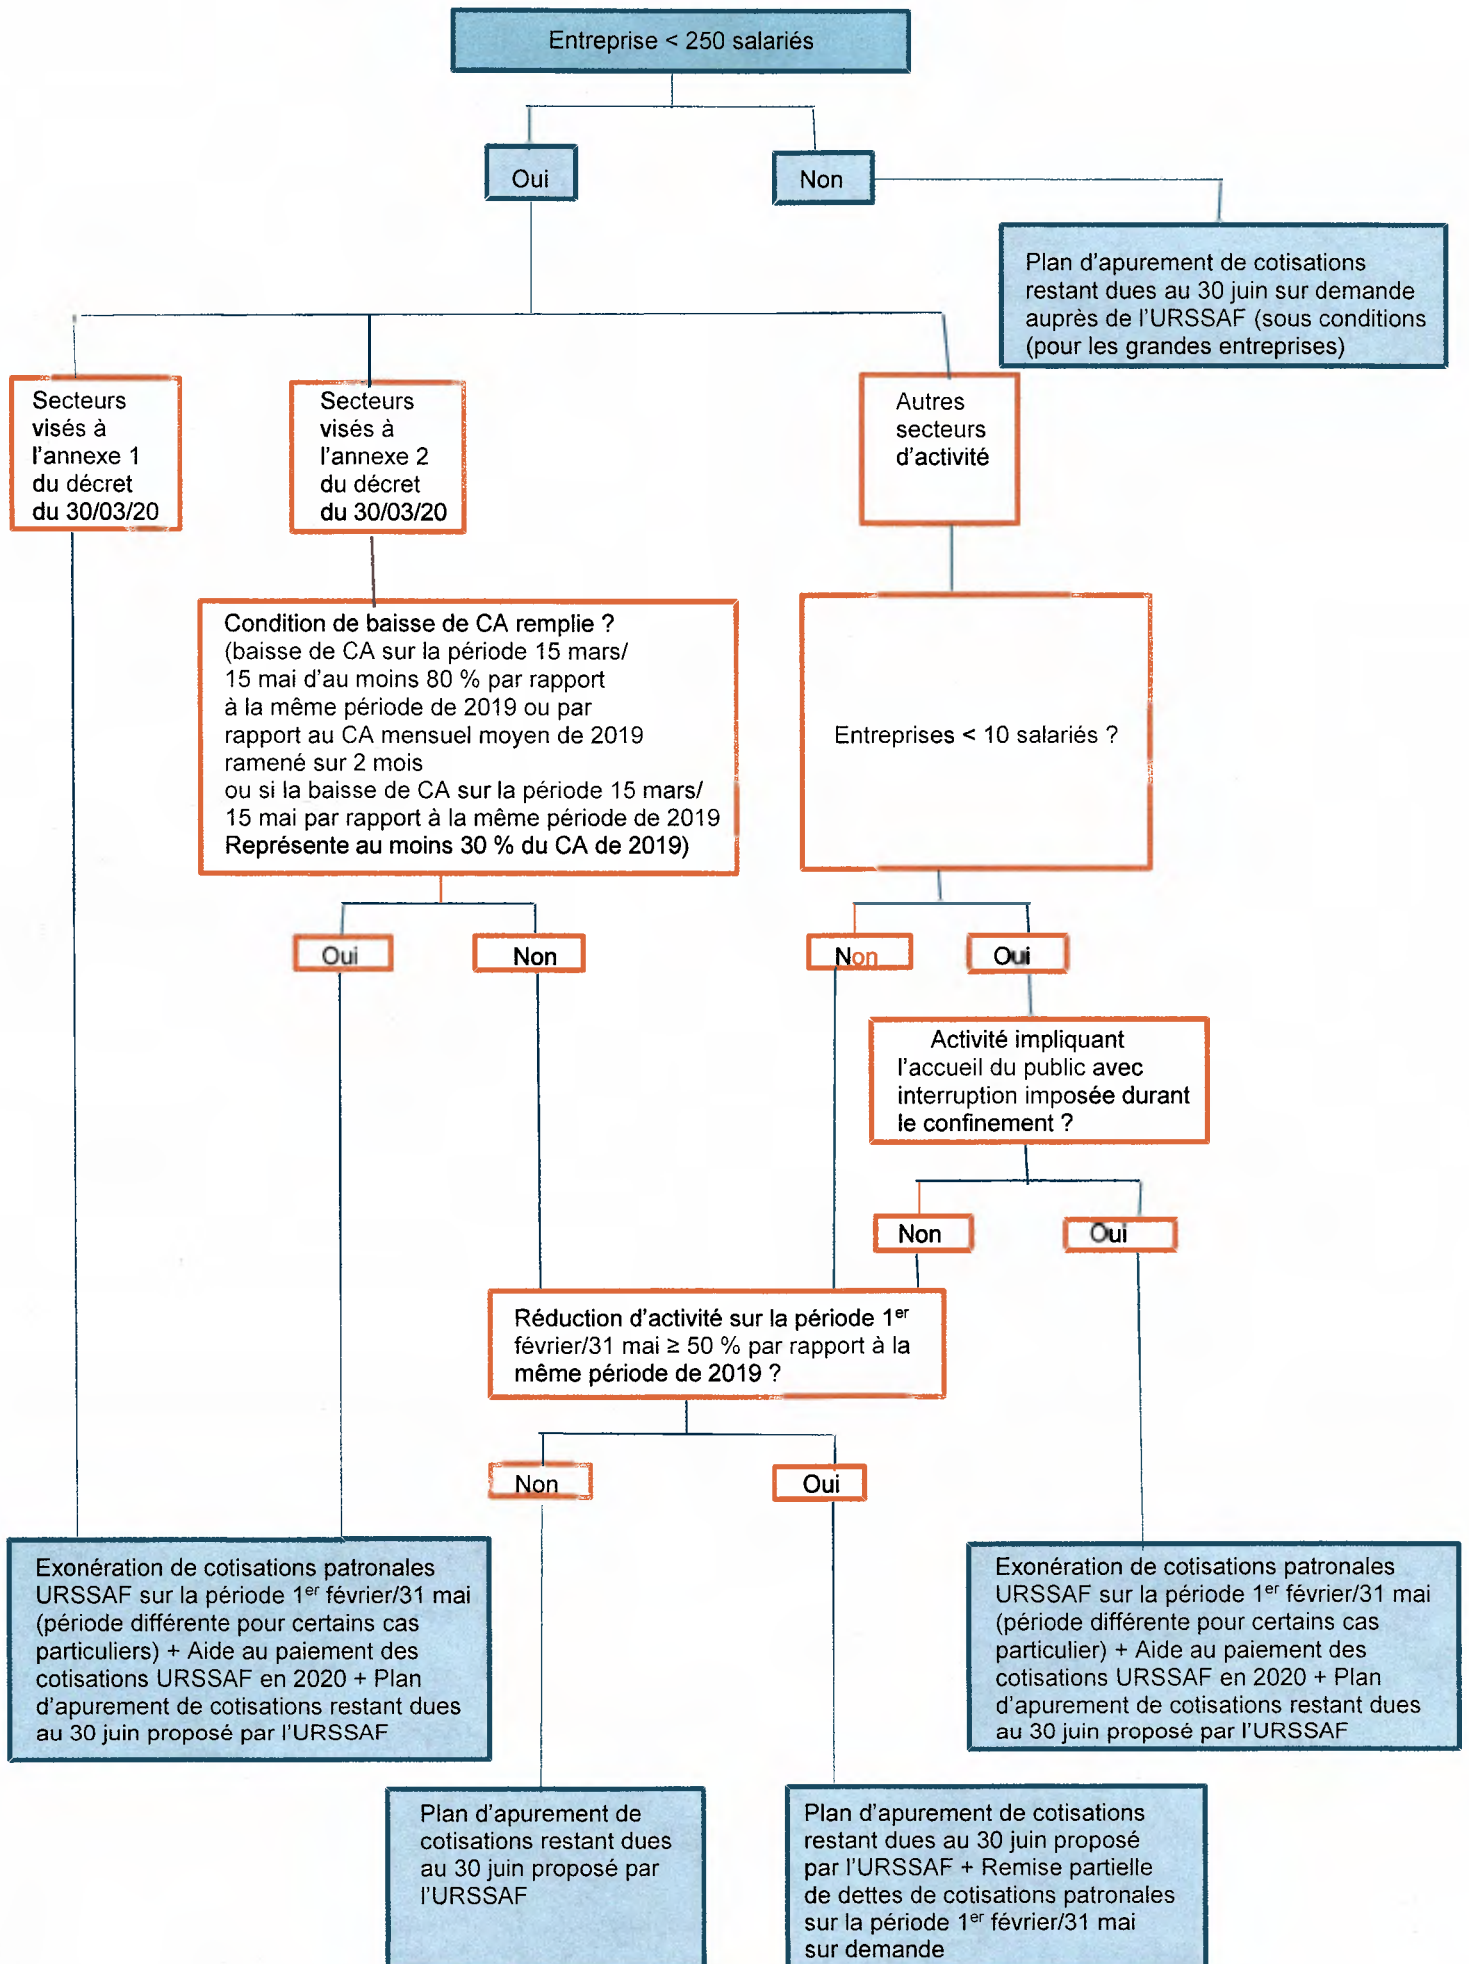 Entreprise < 250 salariés
Oui
Non
Plan d'apurement de cotisations
restant dues au 30 juin sur demande
auprès de l'URSSAF (sous conditions
(pour les grandes entreprises)
Secteurs
visés à
l'annexe 1
du décret
du 30/03/20
Secteurs
visés à
l'annexe 2
du décret
du 30/03/20
Autres
secteurs
d'activité
Condition de baisse de CA remplie ?
(baisse de CA sur la période 15 mars/
15 mai d'au moins 80 % par rapport
à la même période de 2019 ou par
rapport au CA mensuel moyen de 2019
ramené sur 2 mois
ou si la baisse de CA sur la période 15 mars/
15 mai par rapport à la même période de 2019
Représente au moins 30 % du CA de 2019)
Entreprises < 10 salariés ?
Oui
Non
Non
Oui
Activité impliquant
l'accueil du public avec
interruption imposée durant
le confinement ?
Non
Oui
Réduction d'activité sur la période 1er
février/31 mai ≥ 50 % par rapport à la
même période de 2019 ?
Non
Oui
Exonération de cotisations patronales
URSSAF sur la période 1er février/31 mai
(période différente pour certains cas
particuliers) + Aide au paiement des
cotisations URSSAF en 2020 + Plan
d'apurement de cotisations restant dues
au 30 juin proposé par l'URSSAF
Exonération de cotisations patronales
URSSAF sur la période 1er février/31 mai
(période différente pour certains cas
particulier) + Aide au paiement des
cotisations URSSAF en 2020 + Plan
d'apurement de cotisations restant dues
au 30 juin proposé par l'URSSAF
Plan d'apurement de
cotisations restant dues
au 30 juin proposé par
l'URSSAF
Plan d'apurement de cotisations
restant dues au 30 juin proposé
par l'URSSAF + Remise partielle
de dettes de cotisations patronales
sur la période 1er février/31 mai
sur demande